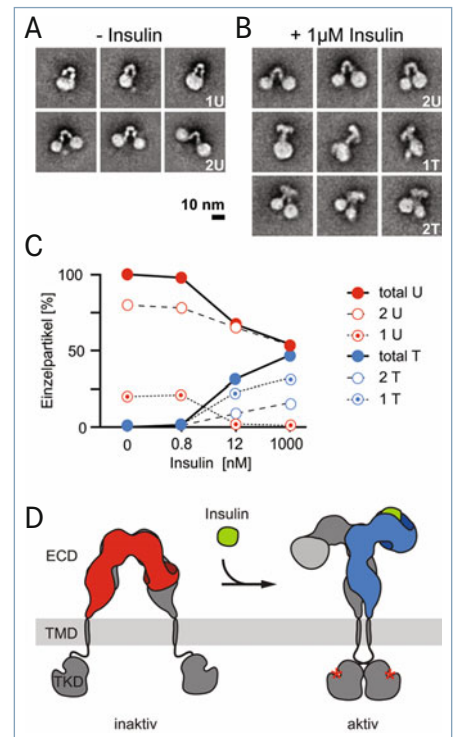 A
- Insulin
1U
2U
10 nm
B
+ 1µM Insulin
2U
1T
2T
C
100
50
0
Einzelpartikel [%]
0 0.8 12 1000
Insulin [nM]
total U
2 U
1 U
total T
2 T
1 T
D
Insulin
ECD
TMD
TKD
inaktiv
aktiv